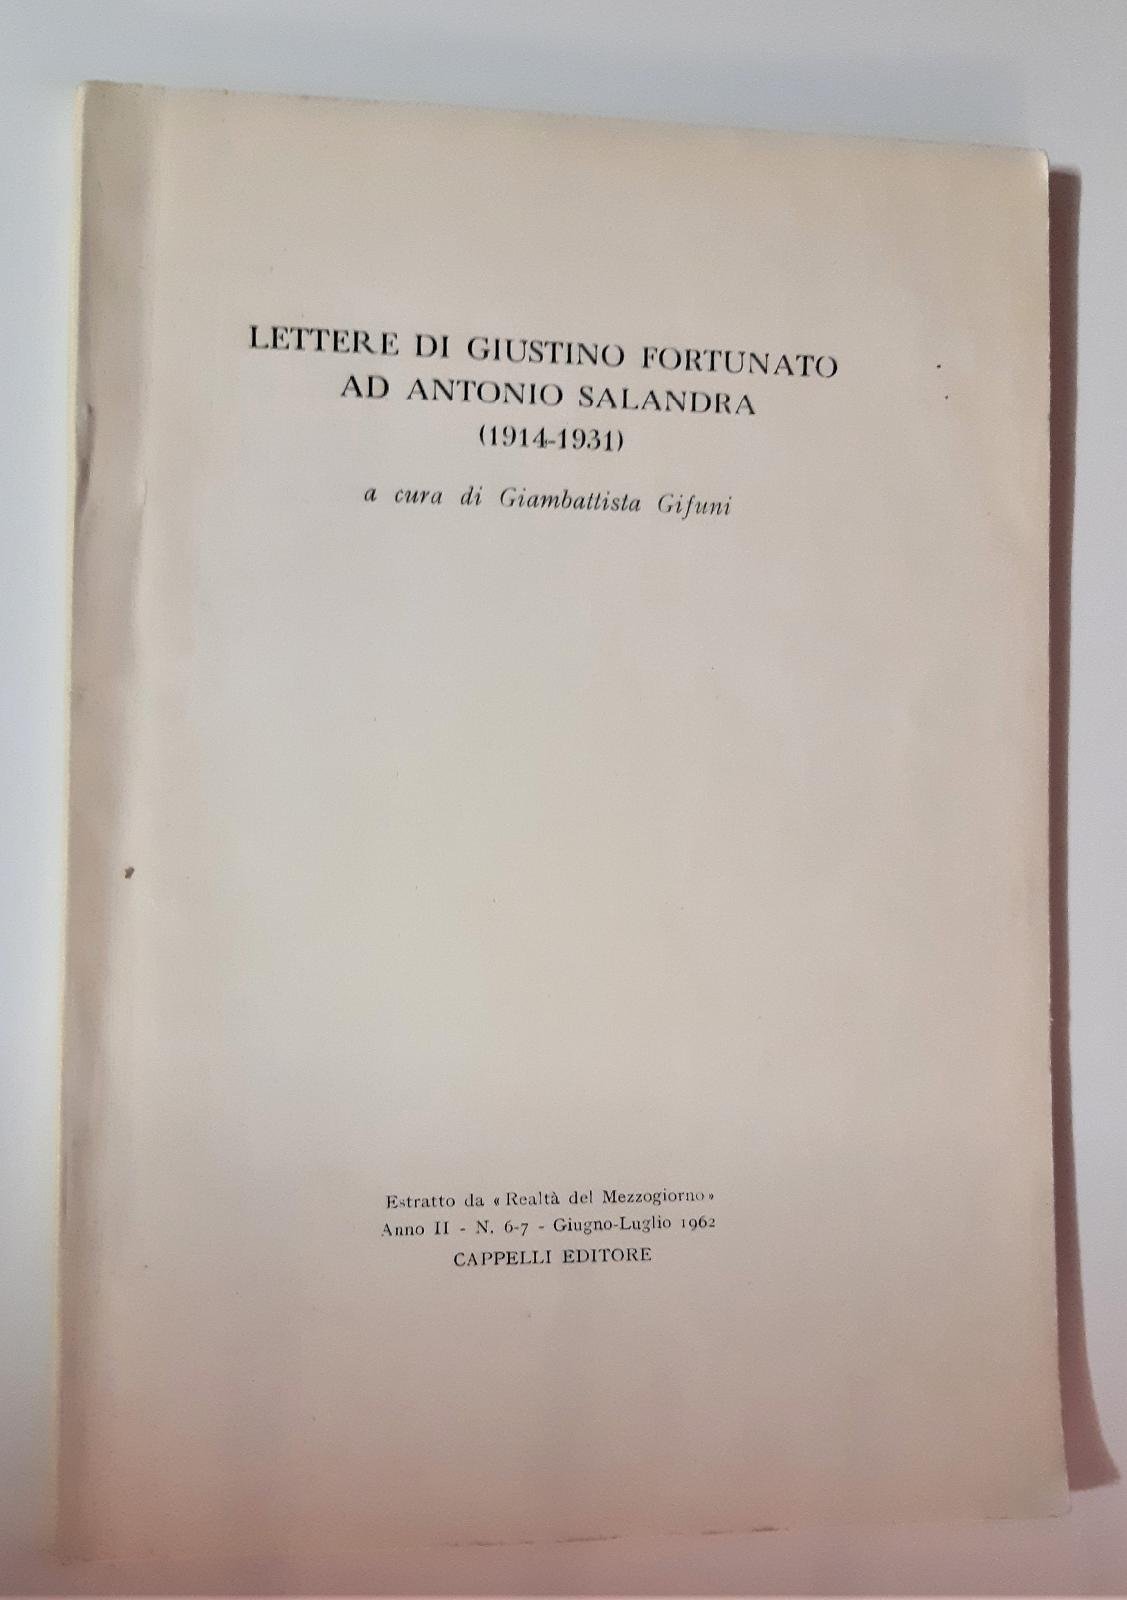 LETTERE DI GIUSTINO FORTUNATO
AD ANTONIO SALANDRA
(1914-1931)
a cura di Giambattista Gifuni
Estratto da « Realtà del Mezzogiorno »
Anno II - N. 6-7 - Giugno-Luglio 1962
CAPPELLI EDITORE